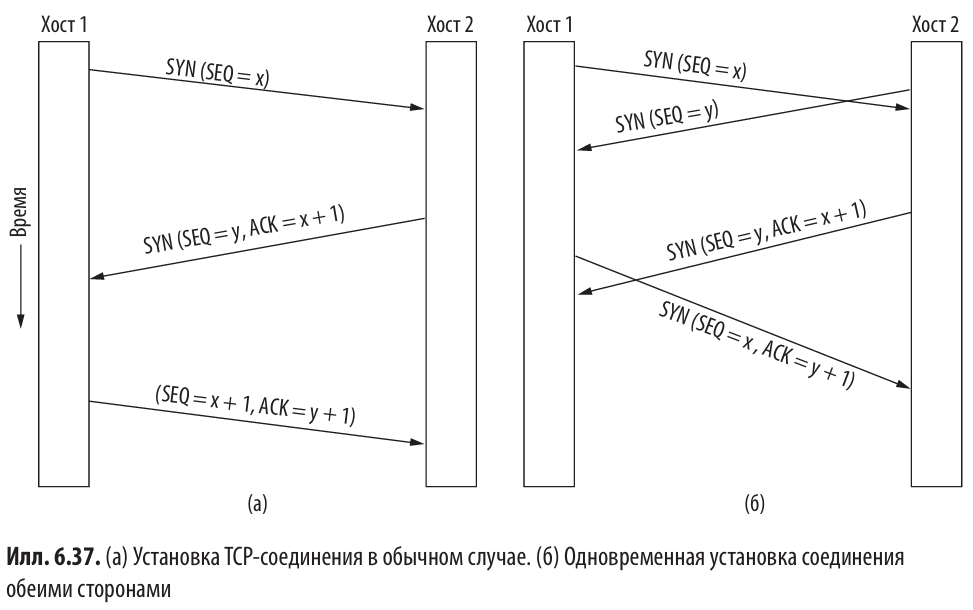 Хост 1
Хост 2
Время
SYN (SEQ = x)
SYN (SEQ = y, ACK = x + 1)
(SEQ = x + 1, ACK = y + 1)
(а)
Хост 1
Хост 2
SYN (SEQ = x)
SYN (SEQ = y)
SYN (SEQ = y, ACK = x + 1)
SYN (SEQ = x , ACK = y + 1)
(б)
Илл. 6.37. (а) Установка TCP-соединения в обычном случае. (б) Одновременная установка соединения
обеими сторонами